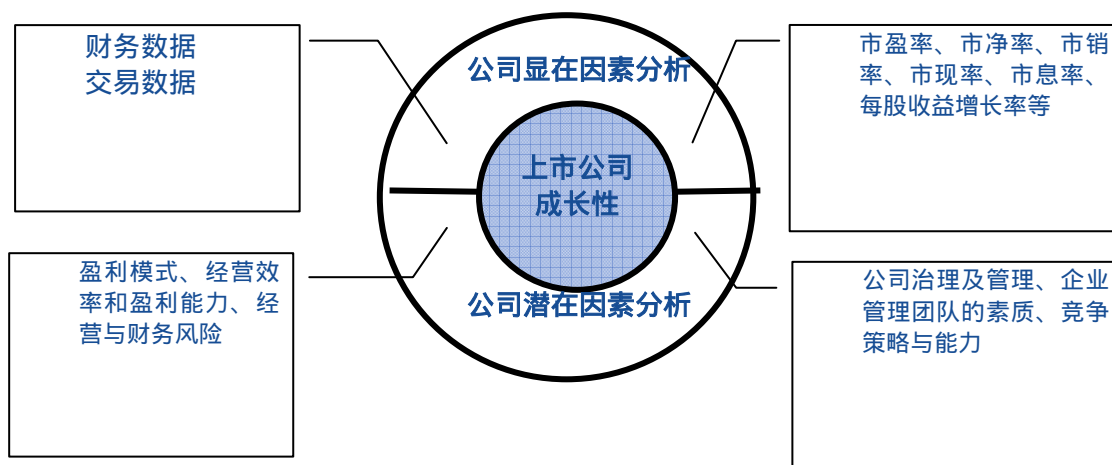 财务数据
交易数据
公司显在因素分析
市盈率、市净率、市销
率、市现率、市息率、
每股收益增长率等
上市公司
成长性
盈利模式、经营效
率和盈利能力、经
营与财务风险
公司潜在因素分析
公司治理及管理、企业
管理团队的素质、竞争
策略与能力